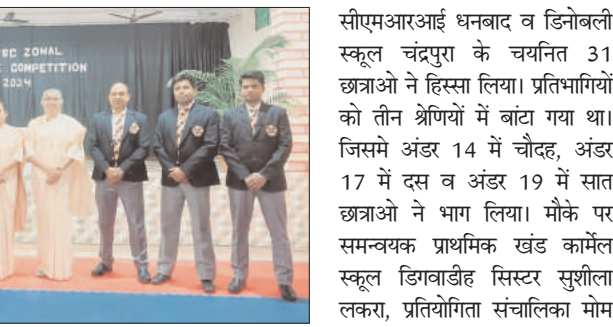 SC ZONAL
COMPETITION
2024
सीएमआरआई धनबाद व डिनोबली
स्कूल चंद्रपुरा के चयनित 31
छात्राओ ने हिस्सा लिया। प्रतिभागियों
को तीन श्रेणियों में बांटा गया था।
जिसमे अंडर 14 में चौदह, अंडर
17 में दस व अंडर 19 में सात
छात्राओ ने भाग लिया। मौके पर
समन्वयक प्राथमिक खंड कार्मेल
स्कूल डिगवाडीह सिस्टर सुशीला
लकरा, प्रतियोगिता संचालिका मोम